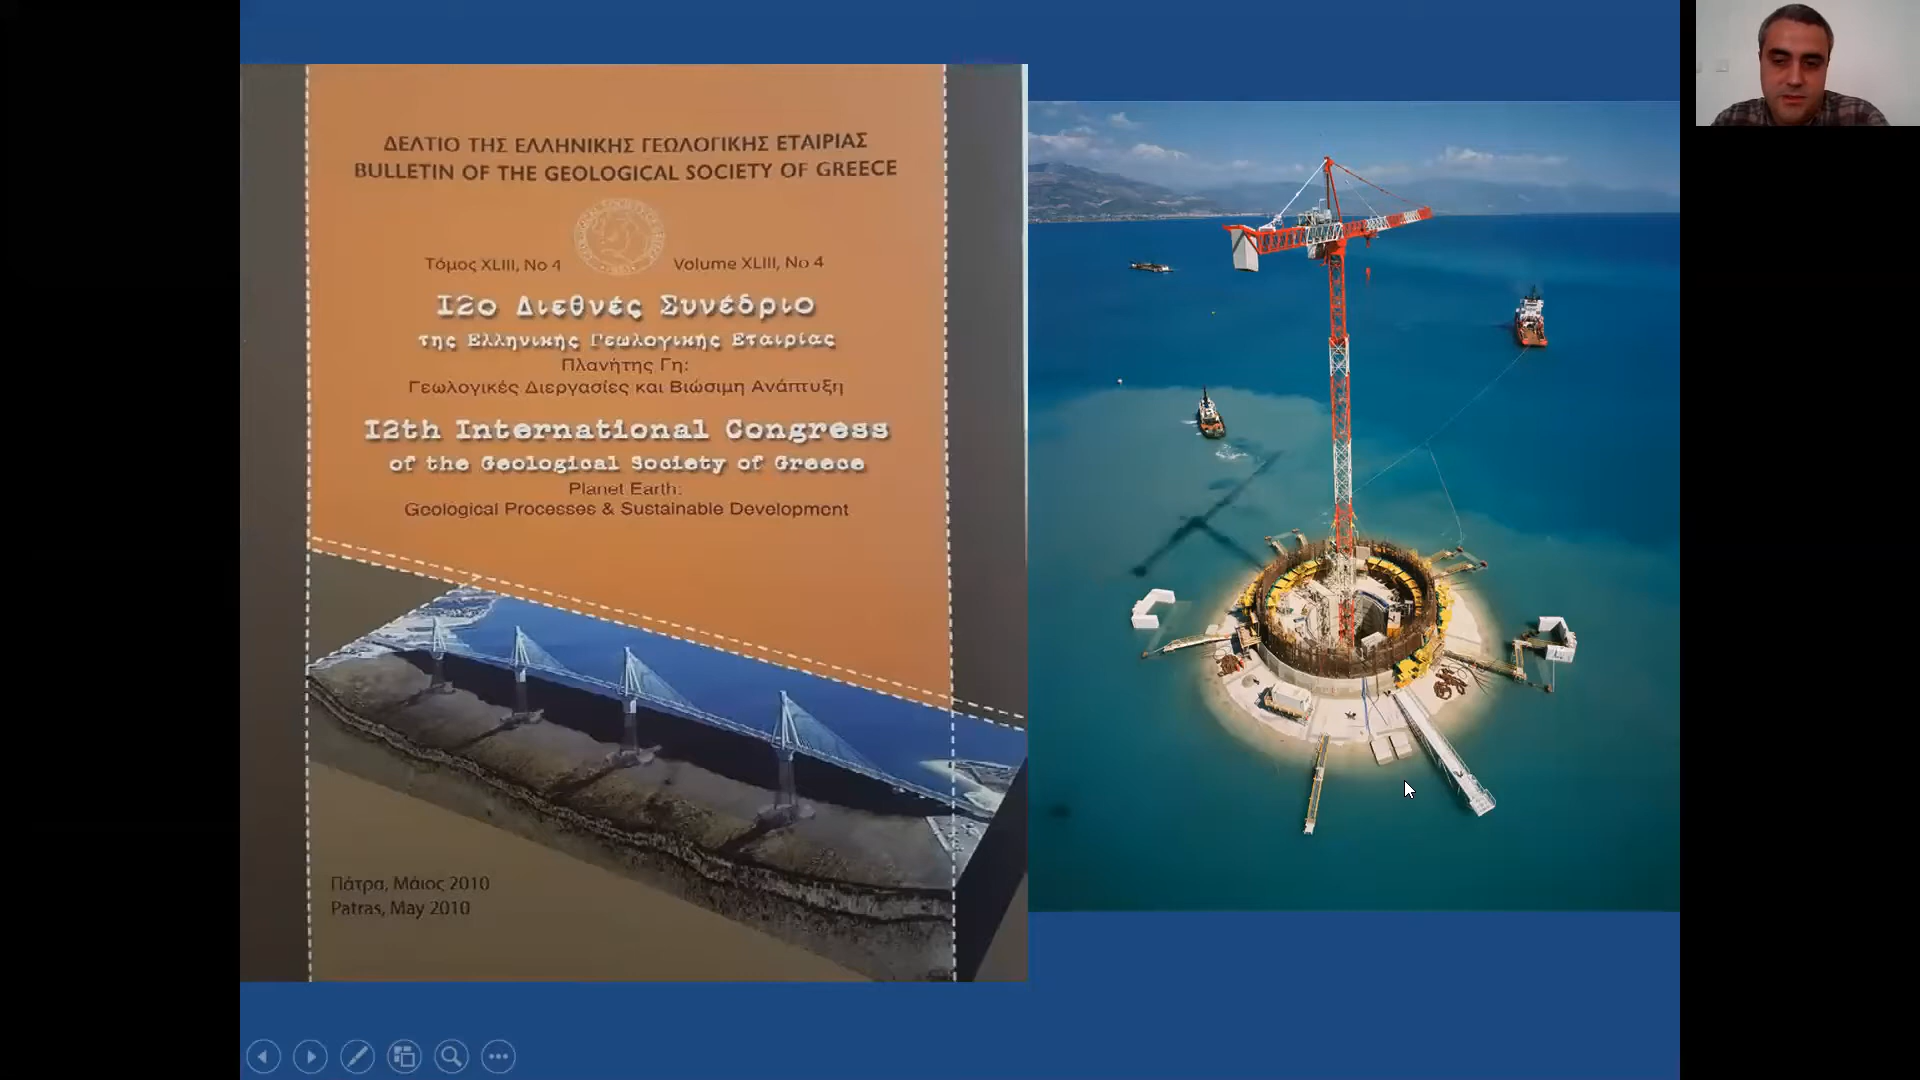 ΔΕΛΤΙΟ ΤΗΣ ΕΛΛΗΝΙΚΗΣ ΓΕΩΛΟΓΙΚΗΣ ΕΤΑΙΡΙΑΣ
BULLETIN OF THE GEOLOGICAL SOCIETY OF GREECE
Τόμος XLIII, Νο 4
Volume XLIII, No 4
12ο Διεθνές Συνέδριο
της Ελληνικής Γεωλογικής Εταιρίας
Πλανήτης Γη:
Γεωλογικές Διεργασίες και Βιώσιμη Ανάπτυξη
12th International Congress
of the Geological Society of Greece
Planet Earth:
Geological Processes & Sustainable Development
Πάτρα, Μάιος 2010
Patras, May 2010